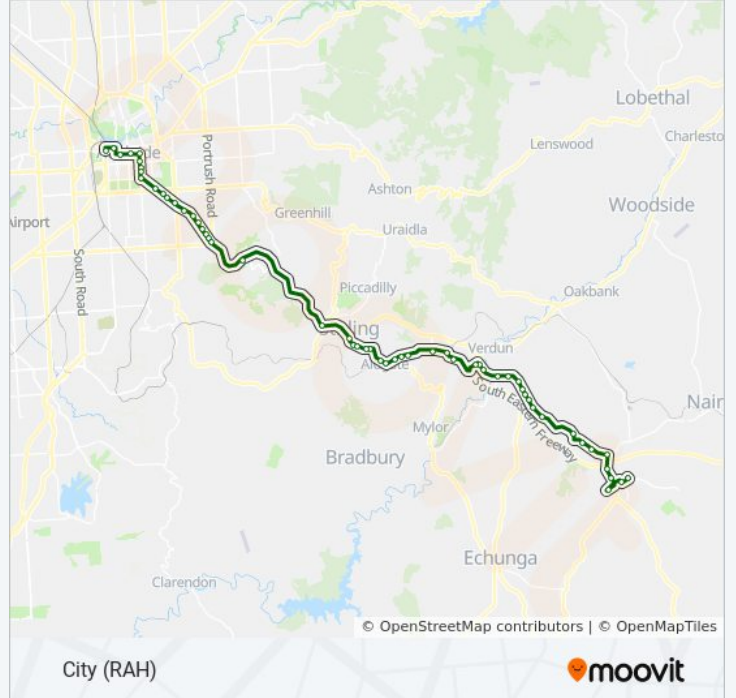 Lobethal
Charlesto
Lenswood
Portrush Road
Ashton
Woodside
Greenhill
Uraidla
Airport
South Road
Piccadilly
Oakbank
Verdun
South Eastern Freeway
Nair
Mylor
Bradbury
Echunga
Clarendon
© OpenStreetMap contributors | © OpenMapTiles
City (RAH)
moovit